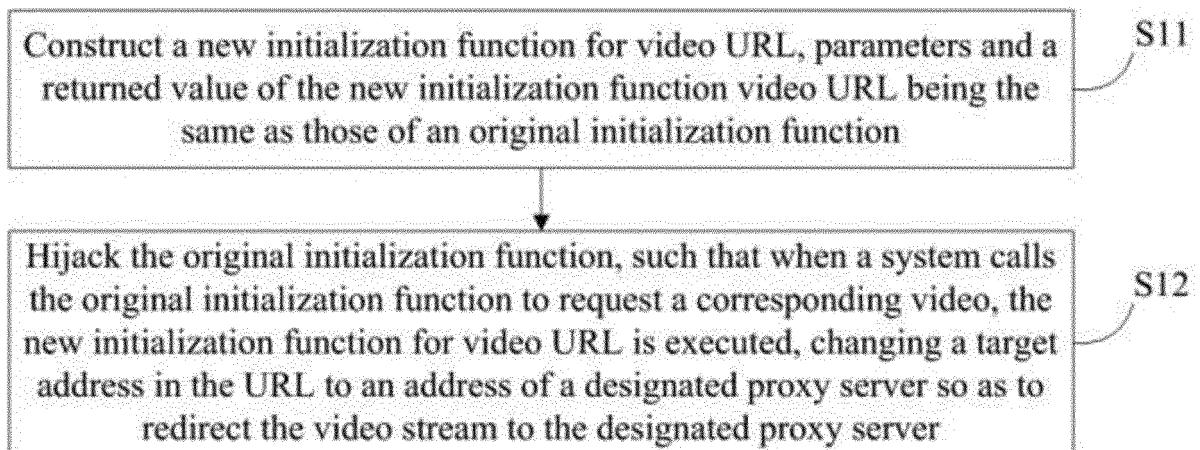 Construct a new initialization function for video URL, parameters and a
returned value of the new initialization function video URL being the
same as those of an original initialization function
S11
Hijack the original initialization function, such that when a system calls
the original initialization function to request a corresponding video, the
new initialization function for video URL is executed, changing a target
address in the URL to an address of a designated proxy server so as to
redirect the video stream to the designated proxy server
S12